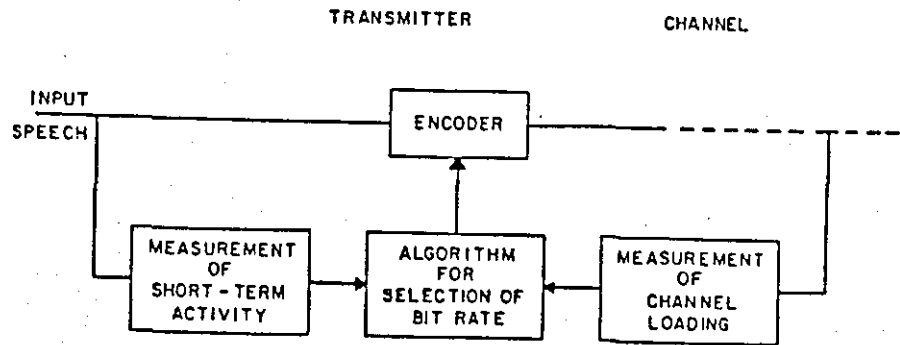 TRANSMITTER
CHANNEL
INPUT
SPEECH
ENCODER
MEASUREMENT
OF
SHORT-TERM
ACTIVITY
ALGORITHM
FOR
SELECTION OF
BIT RATE
MEASUREMENT
OF
CHANNEL
LOADING